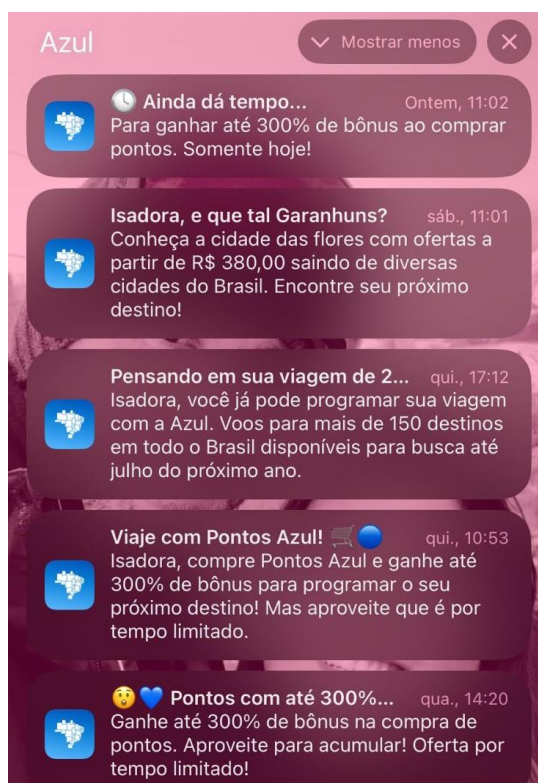 Azul
Mostrar menos
🕓 Ainda dá tempo... Ontem, 11:02
Para ganhar até 300% de bônus ao comprar
pontos. Somente hoje!
Isadora, e que tal Garanhuns? sáb., 11:01
Conheça a cidade das flores com ofertas a
partir de R$ 380,00 saindo de diversas
cidades do Brasil. Encontre seu próximo
destino!
Pensando em sua viagem de 2... qui., 17:12
Isadora, você já pode programar sua viagem
com a Azul. Voos para mais de 150 destinos
em todo o Brasil disponíveis para busca até
julho do próximo ano.
Viaje com Pontos Azul! 🛒🔵 qui., 10:53
Isadora, compre Pontos Azul e ganhe até
300% de bônus para programar o seu
próximo destino! Mas aproveite que é por
tempo limitado.
😲💙 Pontos com até 300%... qua., 14:20
Ganhe até 300% de bônus na compra de
pontos. Aproveite para acumular! Oferta por
tempo limitado!